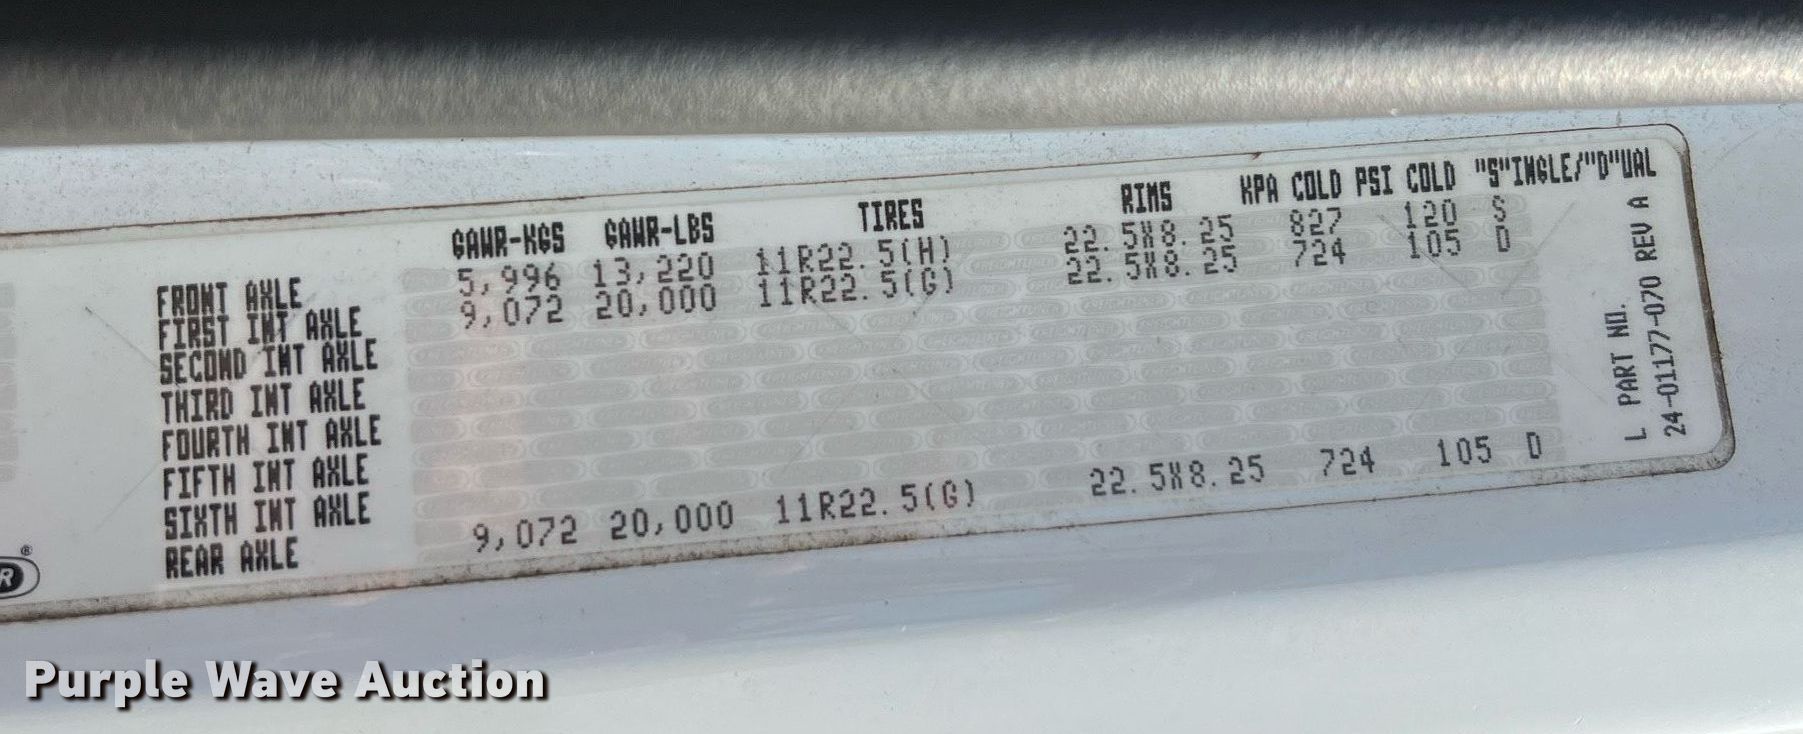 GAWR-KGS GAWR-LBS TIRES RIMS KPA COLD PSI COLD "S"INGLE/"D"UAL
FRONT AXLE 5,996 13,220 11R22.5(H) 22.5X8.25 827 120 S
FIRST INT AXLE 9,072 20,000 11R22.5(G) 22.5X8.25 724 105 D
SECOND INT AXLE
THIRD INT AXLE
FOURTH INT AXLE
FIFTH INT AXLE
SIXTH INT AXLE
REAR AXLE 9,072 20,000 11R22.5(G) 22.5X8.25 724 105 D
L PART NO.
24-01177-070 REV A
R®
Purple Wave Auction